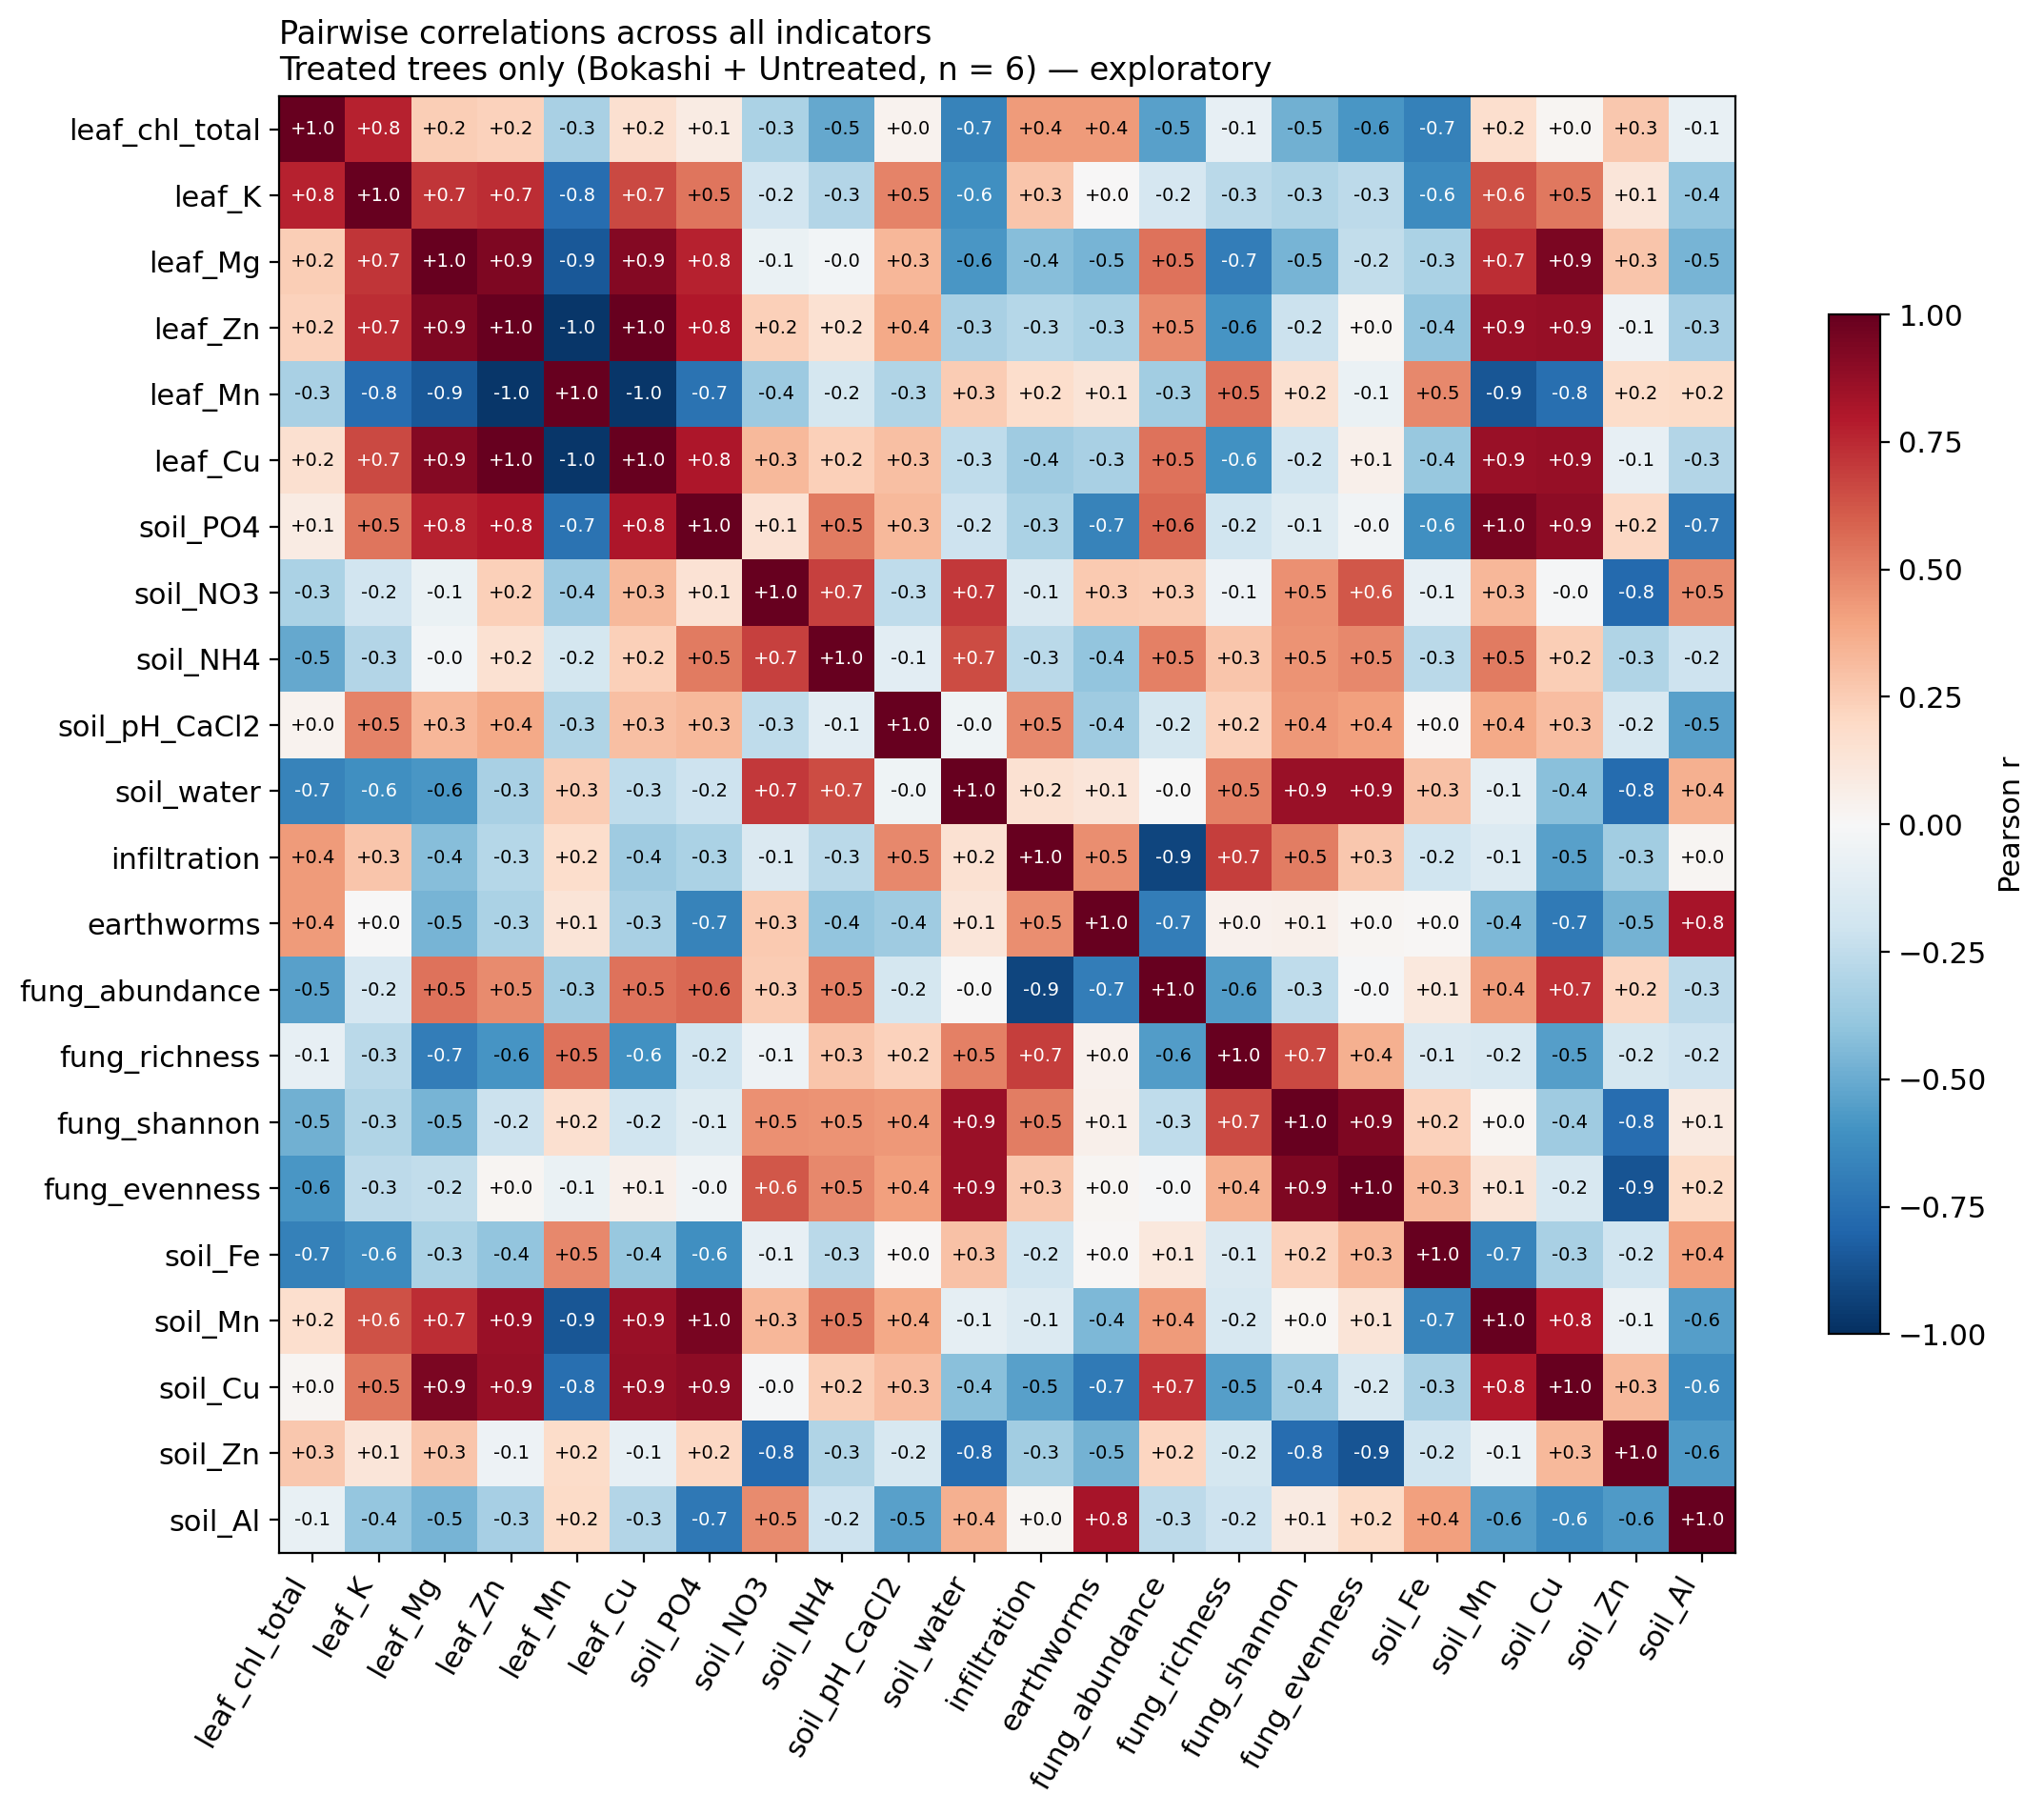 Pairwise correlations across all indicators
Treated trees only (Bokashi + Untreated, n = 6) — exploratory
leaf_chl_total +1.0 +0.8 +0.2 +0.2 -0.3 +0.2 +0.1 -0.3 -0.5 +0.0 -0.7 +0.4 +0.4 -0.5 -0.1 -0.5 -0.6 -0.7 +0.2 +0.0 +0.3 -0.1
leaf_K +0.8 +1.0 +0.7 +0.7 -0.8 +0.7 +0.5 -0.2 -0.3 +0.5 -0.6 +0.3 +0.0 -0.2 -0.3 -0.3 -0.3 -0.6 +0.6 +0.5 +0.1 -0.4
leaf_Mg +0.2 +0.7 +1.0 +0.9 -0.9 +0.9 +0.8 -0.1 -0.0 +0.3 -0.6 -0.4 -0.5 +0.5 -0.7 -0.5 -0.2 -0.3 +0.7 +0.9 +0.3 -0.5
leaf_Zn +0.2 +0.7 +0.9 +1.0 -1.0 +1.0 +0.8 +0.2 +0.2 +0.4 -0.3 -0.3 -0.3 +0.5 -0.6 -0.2 +0.0 -0.4 +0.9 +0.9 -0.1 -0.3
leaf_Mn -0.3 -0.8 -0.9 -1.0 +1.0 -1.0 -0.7 -0.4 -0.2 -0.3 +0.3 +0.2 +0.1 -0.3 +0.5 +0.2 -0.1 +0.5 -0.9 -0.8 +0.2 +0.2
leaf_Cu +0.2 +0.7 +0.9 +1.0 -1.0 +1.0 +0.8 +0.3 +0.2 +0.3 -0.3 -0.4 -0.3 +0.5 -0.6 -0.2 +0.1 -0.4 +0.9 +0.9 -0.1 -0.3
soil_PO4 +0.1 +0.5 +0.8 +0.8 -0.7 +0.8 +1.0 +0.1 +0.5 +0.3 -0.2 -0.3 -0.7 +0.6 -0.2 -0.1 -0.0 -0.6 +1.0 +0.9 +0.2 -0.7
soil_NO3 -0.3 -0.2 -0.1 +0.2 -0.4 +0.3 +0.1 +1.0 +0.7 -0.3 +0.7 -0.1 +0.3 +0.3 -0.1 +0.5 +0.6 -0.1 +0.3 -0.0 -0.8 +0.5
soil_NH4 -0.5 -0.3 -0.0 +0.2 -0.2 +0.2 +0.5 +0.7 +1.0 -0.1 +0.7 -0.3 -0.4 +0.5 +0.3 +0.5 +0.5 -0.3 +0.5 +0.2 -0.3 -0.2
soil_pH_CaCl2 +0.0 +0.5 +0.3 +0.4 -0.3 +0.3 +0.3 -0.3 -0.1 +1.0 -0.0 +0.5 -0.4 -0.2 +0.2 +0.4 +0.4 +0.0 +0.4 +0.3 -0.2 -0.5
soil_water -0.7 -0.6 -0.6 -0.3 +0.3 -0.3 -0.2 +0.7 +0.7 -0.0 +1.0 +0.2 +0.1 -0.0 +0.5 +0.9 +0.9 +0.3 -0.1 -0.4 -0.8 +0.4
infiltration +0.4 +0.3 -0.4 -0.3 +0.2 -0.4 -0.3 -0.1 -0.3 +0.5 +0.2 +1.0 +0.5 -0.9 +0.7 +0.5 +0.3 -0.2 -0.1 -0.5 -0.3 +0.0
earthworms +0.4 +0.0 -0.5 -0.3 +0.1 -0.3 -0.7 +0.3 -0.4 -0.4 +0.1 +0.5 +1.0 -0.7 +0.0 +0.1 +0.0 +0.0 -0.4 -0.7 -0.5 +0.8
fung_abundance -0.5 -0.2 +0.5 +0.5 -0.3 +0.5 +0.6 +0.3 +0.5 -0.2 -0.0 -0.9 -0.7 +1.0 -0.6 -0.3 -0.0 +0.1 +0.4 +0.7 +0.2 -0.3
fung_richness -0.1 -0.3 -0.7 -0.6 +0.5 -0.6 -0.2 -0.1 +0.3 +0.2 +0.5 +0.7 +0.0 -0.6 +1.0 +0.7 +0.4 -0.1 -0.2 -0.5 -0.2 -0.2
fung_shannon -0.5 -0.3 -0.5 -0.2 +0.2 -0.2 -0.1 +0.5 +0.5 +0.4 +0.9 +0.5 +0.1 -0.3 +0.7 +1.0 +0.9 +0.2 +0.0 -0.4 -0.8 +0.1
fung_evenness -0.6 -0.3 -0.2 +0.0 -0.1 +0.1 -0.0 +0.6 +0.5 +0.4 +0.9 +0.3 +0.0 -0.0 +0.4 +0.9 +1.0 +0.3 +0.1 -0.2 -0.9 +0.2
soil_Fe -0.7 -0.6 -0.3 -0.4 +0.5 -0.4 -0.6 -0.1 -0.3 +0.0 +0.3 -0.2 +0.0 +0.1 -0.1 +0.2 +0.3 +1.0 -0.7 -0.3 -0.2 +0.4
soil_Mn +0.2 +0.6 +0.7 +0.9 -0.9 +0.9 +1.0 +0.3 +0.5 +0.4 -0.1 -0.1 -0.4 +0.4 -0.2 +0.0 +0.1 -0.7 +1.0 +0.8 -0.1 -0.6
soil_Cu +0.0 +0.5 +0.9 +0.9 -0.8 +0.9 +0.9 -0.0 +0.2 +0.3 -0.4 -0.5 -0.7 +0.7 -0.5 -0.4 -0.2 -0.3 +0.8 +1.0 +0.3 -0.6
soil_Zn +0.3 +0.1 +0.3 -0.1 +0.2 -0.1 +0.2 -0.8 -0.3 -0.2 -0.8 -0.3 -0.5 +0.2 -0.2 -0.8 -0.9 -0.2 -0.1 +0.3 +1.0 -0.6
soil_Al -0.1 -0.4 -0.5 -0.3 +0.2 -0.3 -0.7 +0.5 -0.2 -0.5 +0.4 +0.0 +0.8 -0.3 -0.2 +0.1 +0.2 +0.4 -0.6 -0.6 -0.6 +1.0
leaf_chl_total
leaf_K
leaf_Mg
leaf_Zn
leaf_Mn
leaf_Cu
soil_PO4
soil_NO3
soil_NH4
soil_pH_CaCl2
soil_water
infiltration
earthworms
fung_abundance
fung_richness
fung_shannon
fung_evenness
soil_Fe
soil_Mn
soil_Cu
soil_Zn
soil_Al
1.00
0.75
0.50
0.25
0.00
−0.25
−0.50
−0.75
−1.00
Pearson r